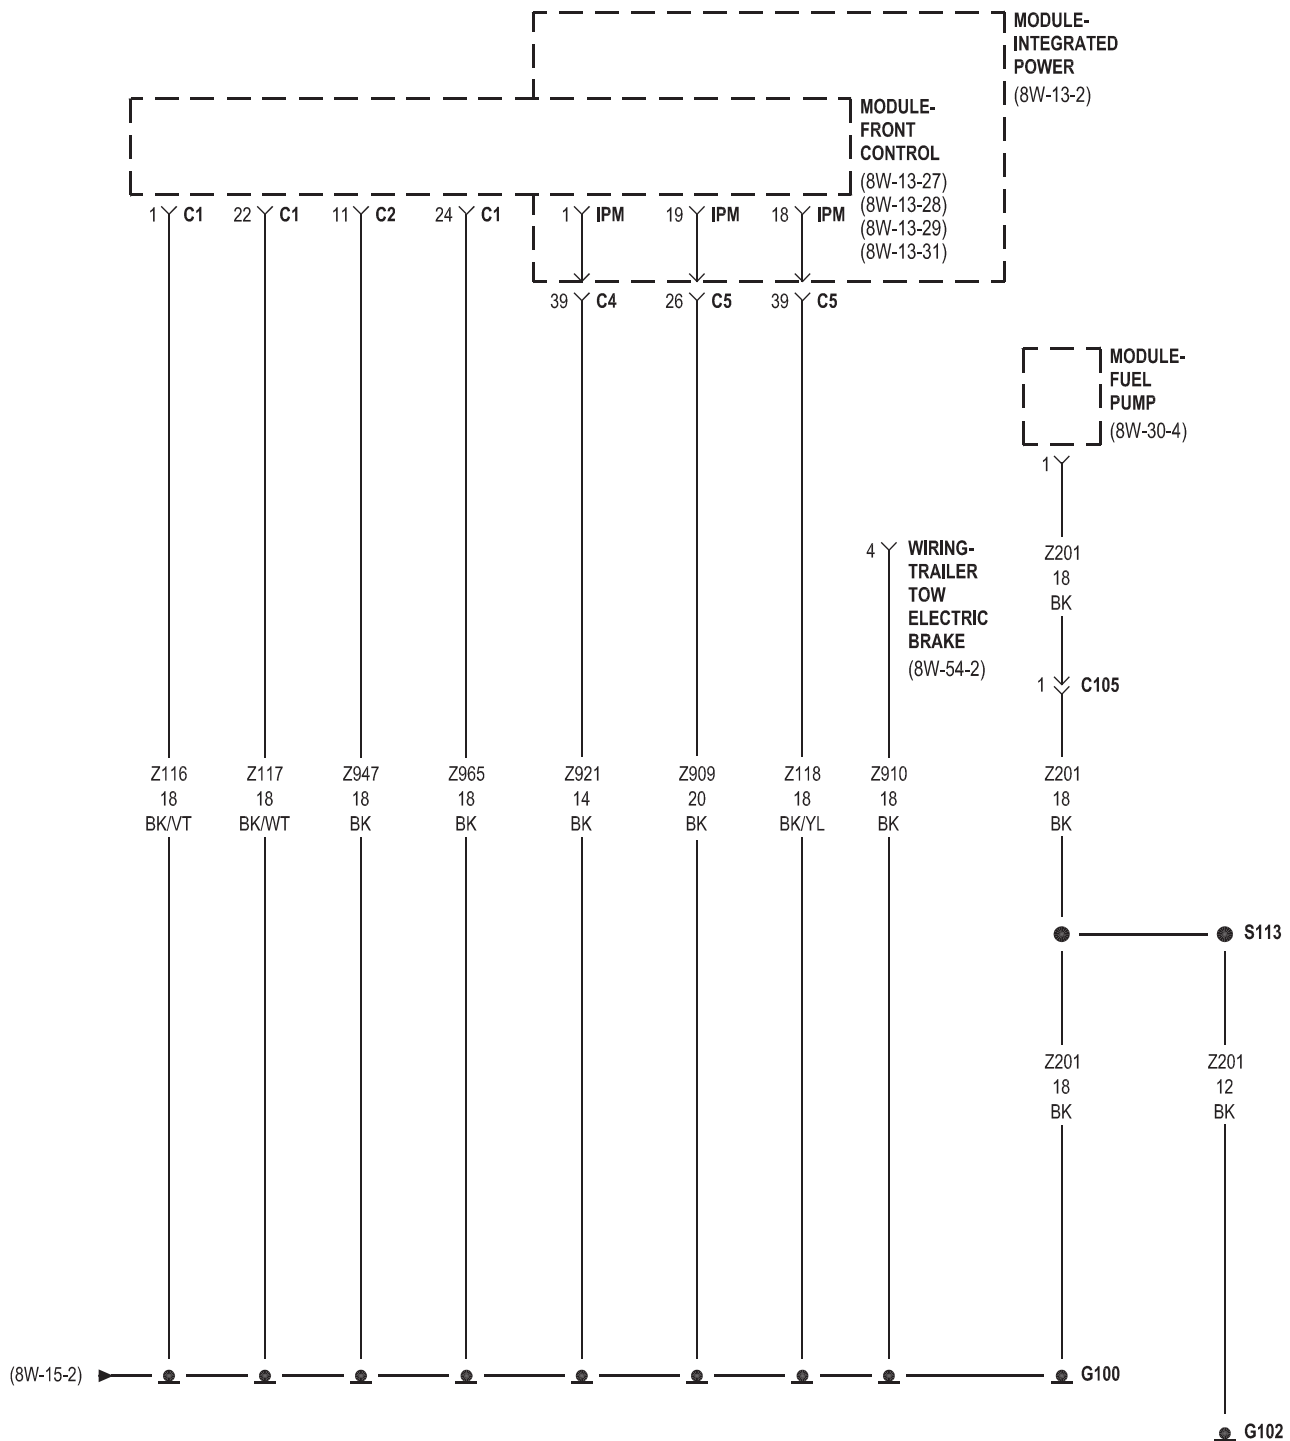 MODULE-
INTEGRATED
POWER
(8W-13-2)
MODULE-
FRONT
CONTROL
(8W-13-27)
(8W-13-28)
(8W-13-29)
(8W-13-31)
1 C1 22 C1 11 C2 24 C1 1 IPM 19 IPM 18 IPM
39 C4 26 C5 39 C5
MODULE-
FUEL
PUMP
(8W-30-4)
1
4 WIRING-
TRAILER
TOW
ELECTRIC
BRAKE
(8W-54-2)
Z201
18
BK
1 C105
Z116 Z117 Z947 Z965 Z921 Z909 Z118 Z910 Z201
18 18 18 18 14 20 18 18 18
BK/VT BK/WT BK BK BK BK BK/YL BK BK
S113
Z201 Z201
18 12
BK BK
(8W-15-2) G100
G102